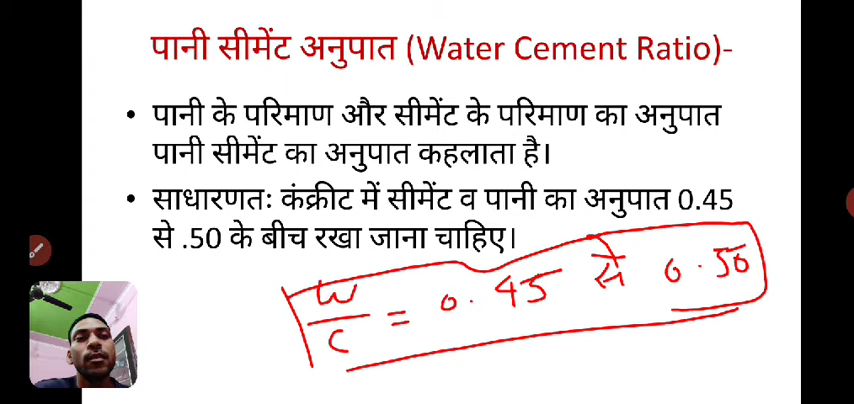 पानी सीमेंट अनुपात (Water Cement Ratio)-
• पानी के परिमाण और सीमेंट के परिमाण का अनुपात
पानी सीमेंट का अनुपात कहलाता है।
• साधारणतः कंक्रीट में सीमेंट व पानी का अनुपात 0.45
से .50 के बीच रखा जाना चाहिए।
W/C = 0.45 से 0.50